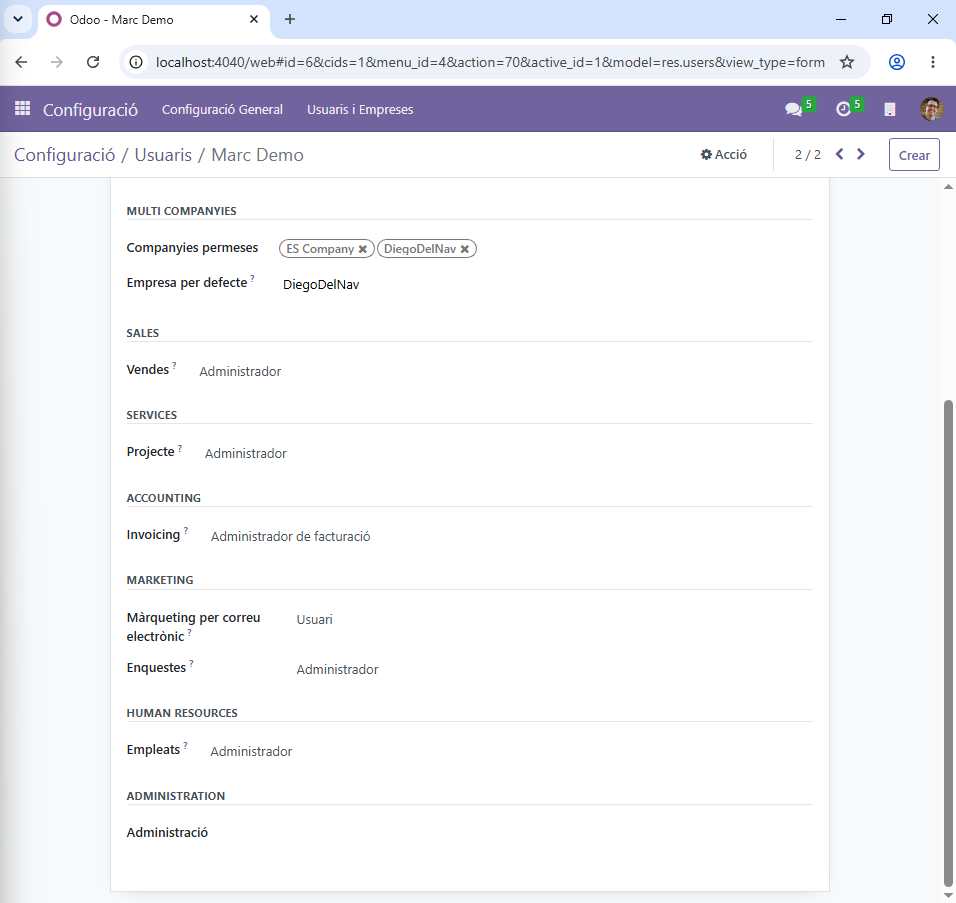 Odoo - Marc Demo
localhost:4040/web#id=6&cids=1&menu_id=4&action=70&active_id=1&model=res.users&view_type=form
Configuració Configuració General Usuaris i Empreses 5 5
Configuració / Usuaris / Marc Demo Acció 2 / 2 Crear
MULTI COMPANYIES
Companyies permeses ES Company DiegoDelNav
Empresa per defecte ? DiegoDelNav
SALES
Vendes ? Administrador
SERVICES
Projecte ? Administrador
ACCOUNTING
Invoicing ? Administrador de facturació
MARKETING
Màrqueting per correu
electrònic ? Usuari
Enquestes ? Administrador
HUMAN RESOURCES
Empleats ? Administrador
ADMINISTRATION
Administració